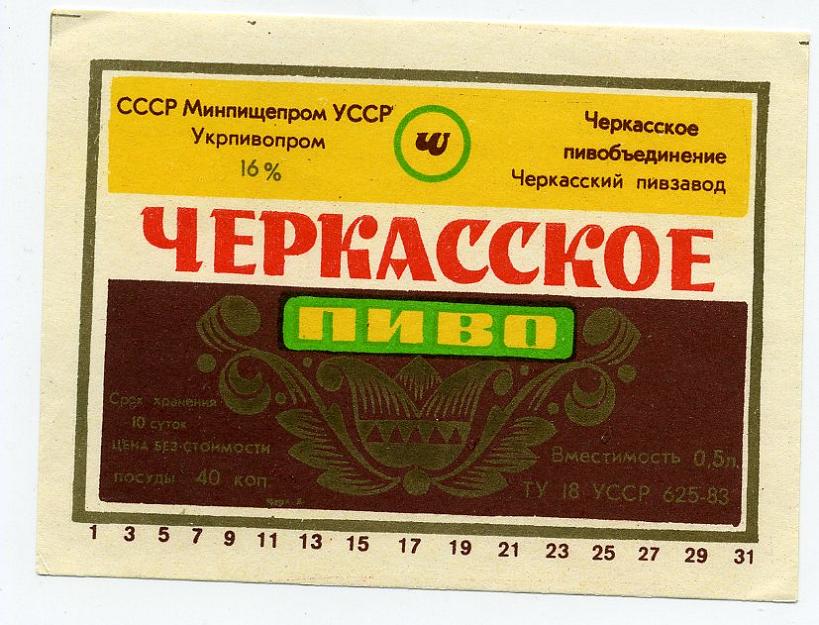 СССР Минпищепром УССР
Укрпивопром
16%
Черкасское
пивобъединение
Черкасский пивзавод
ЧЕРКАССКОЕ
ПИВО
Срок хранения
10 суток
ЦЕНА БЕЗ СТОИМОСТИ
ПОСУДЫ 40 коп.
Вместимость 0,5л.
ТУ 18 УССР 625-83
1 3 5 7 9 11 13 15 17 19 21 23 25 27 29 31